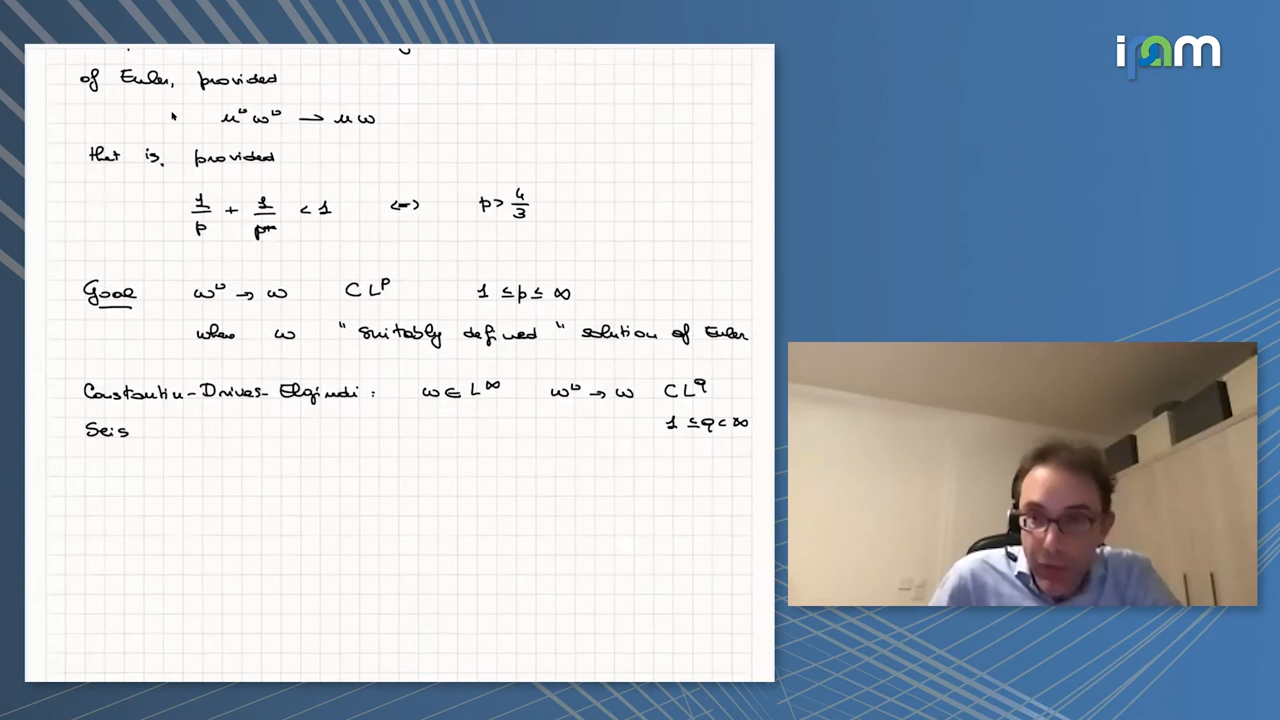 ipam
of Euler, provided
u^ν ω^ν → u ω
that is, provided
1/p + 1/p* < 1 <=> p > 4/3
Goal ω^ν → ω C L^p 1 ≤ p ≤ ∞
where ω "suitably defined" solution of Euler
Constantin-Drivas-Elgindi: ω ∈ L^∞ ω^ν → ω C L^q
Seis 1 ≤ q < ∞